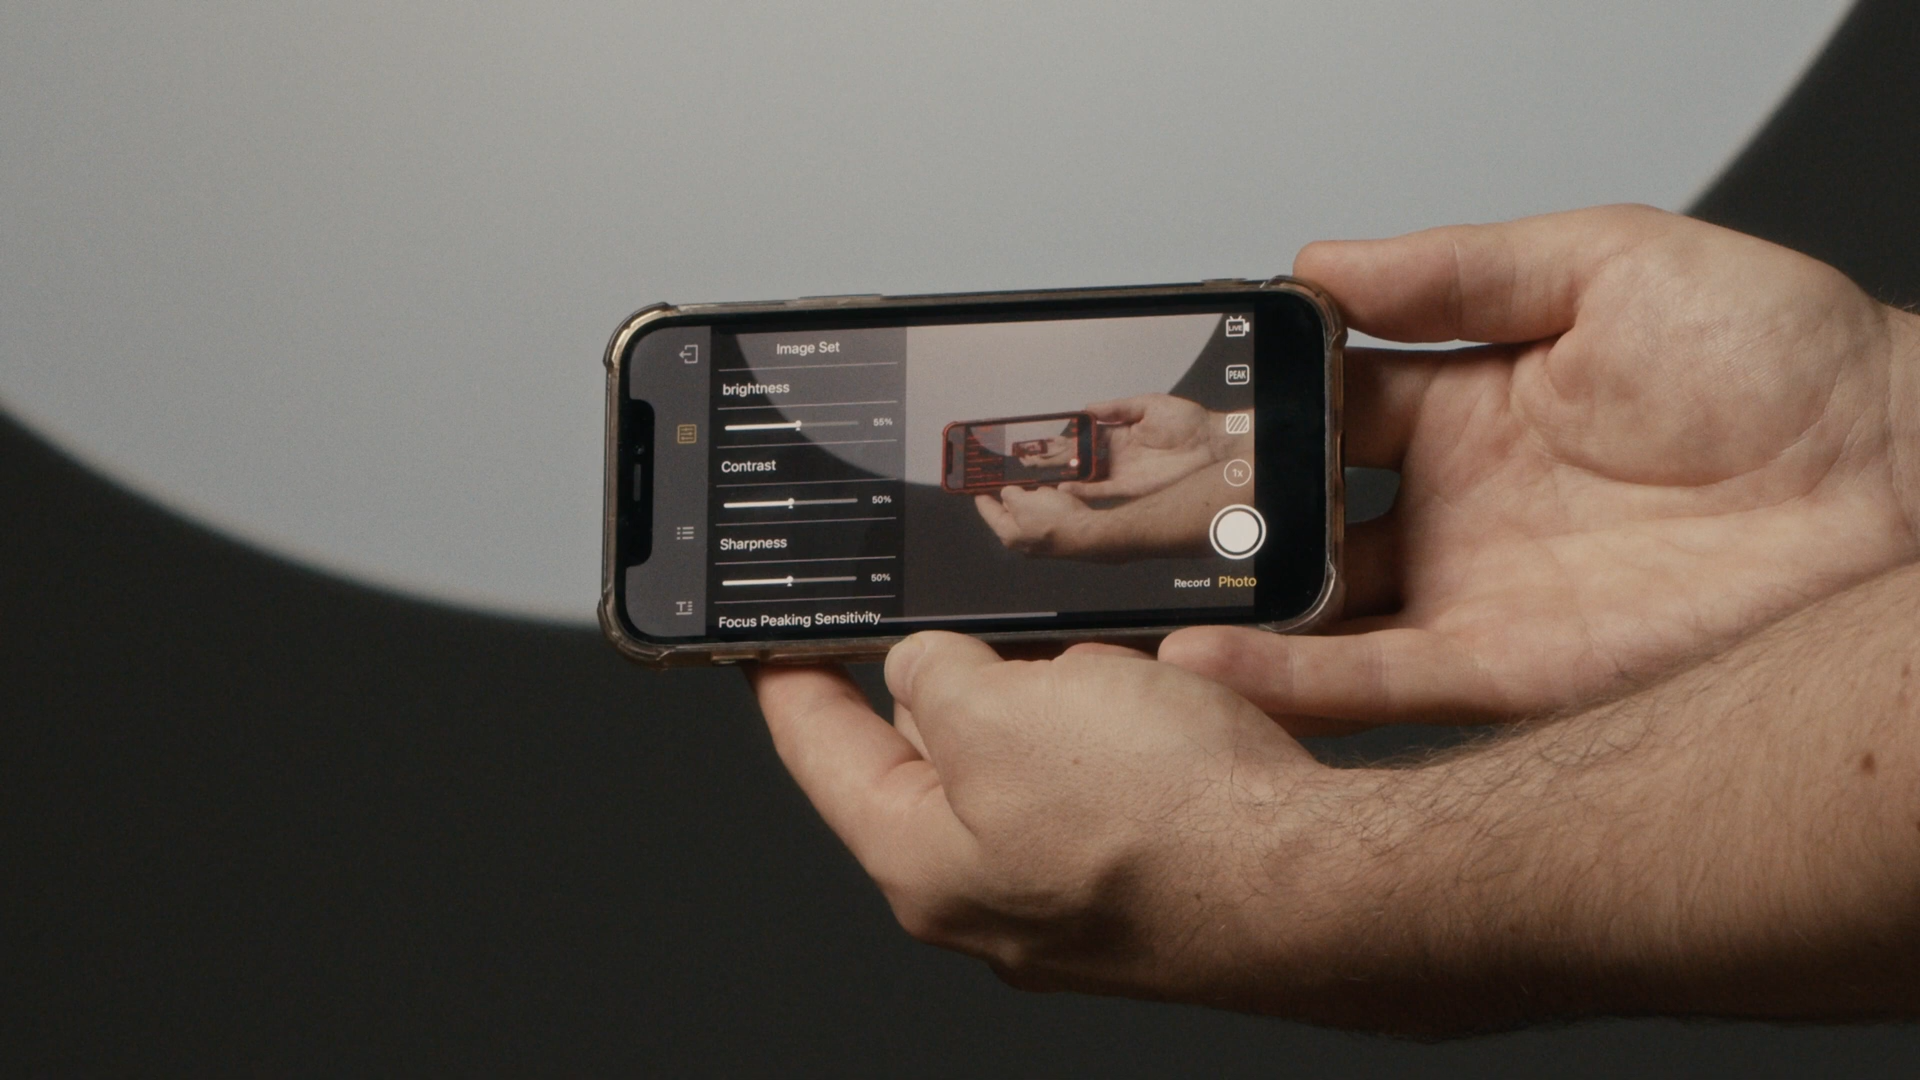 Image Set
brightness
55%
Contrast
50%
Sharpness
50%
Focus Peaking Sensitivity
LIVE
PEAK
1x
Record Photo